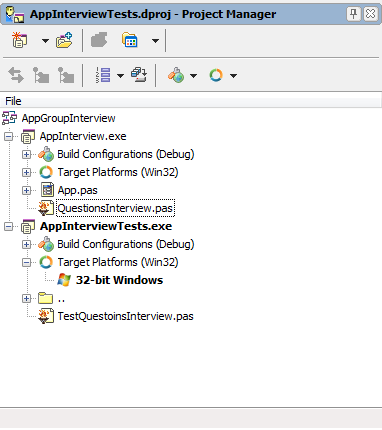 AppInterviewTests.dproj - Project Manager
File
AppGroupInterview
AppInterview.exe
Build Configurations (Debug)
Target Platforms (Win32)
App.pas
QuestionsInterview.pas
AppInterviewTests.exe
Build Configurations (Debug)
Target Platforms (Win32)
32-bit Windows
..
TestQuestoinsInterview.pas